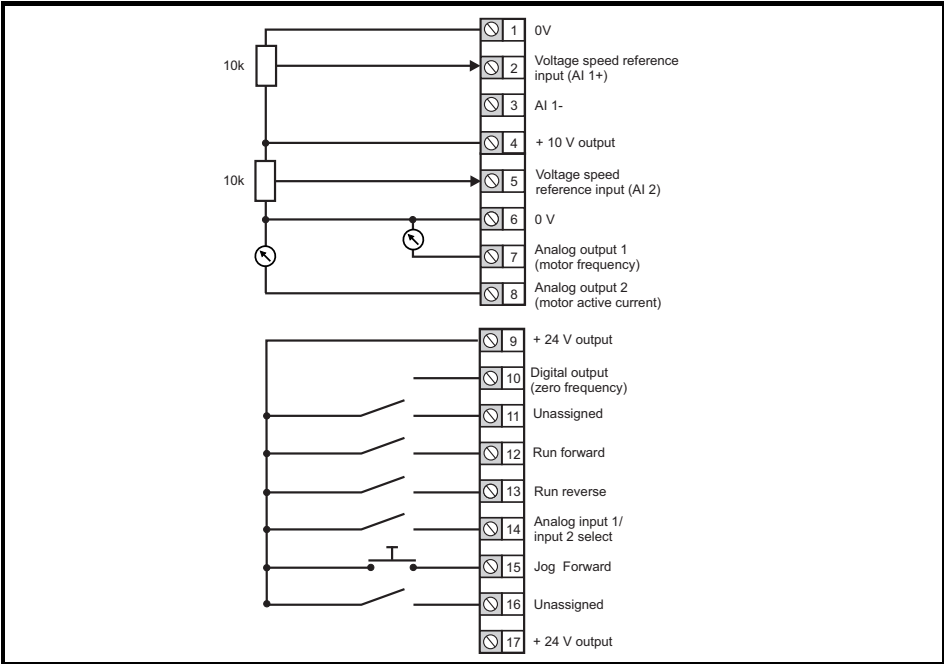 1 0V
10k
2 Voltage speed reference
input (AI 1+)
3 AI 1-
4 + 10 V output
10k
5 Voltage speed
reference input (AI 2)
6 0 V
7 Analog output 1
(motor frequency)
8 Analog output 2
(motor active current)
9 + 24 V output
10 Digital output
(zero frequency)
11 Unassigned
12 Run forward
13 Run reverse
14 Analog input 1/
input 2 select
15 Jog Forward
16 Unassigned
17 + 24 V output